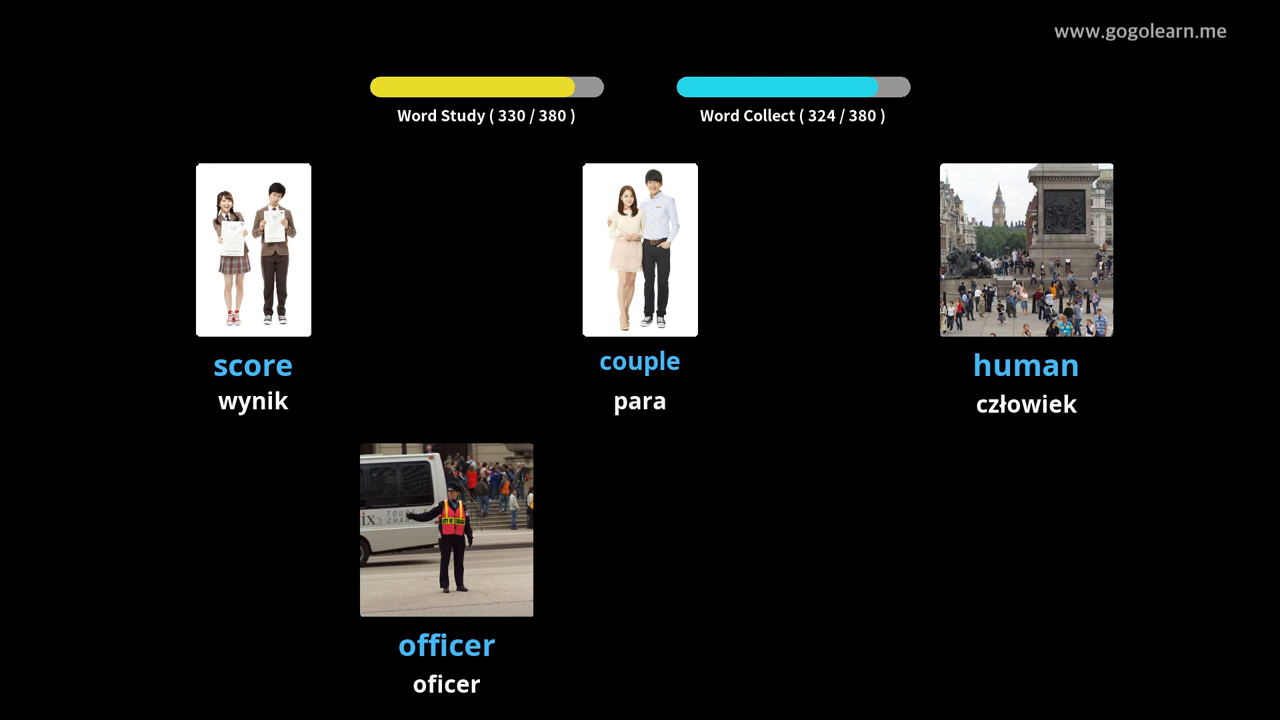 www.gogolearn.me
Word Study ( 330 / 380 )
Word Collect ( 324 / 380 )
score
wynik
couple
para
human
człowiek
officer
oficer